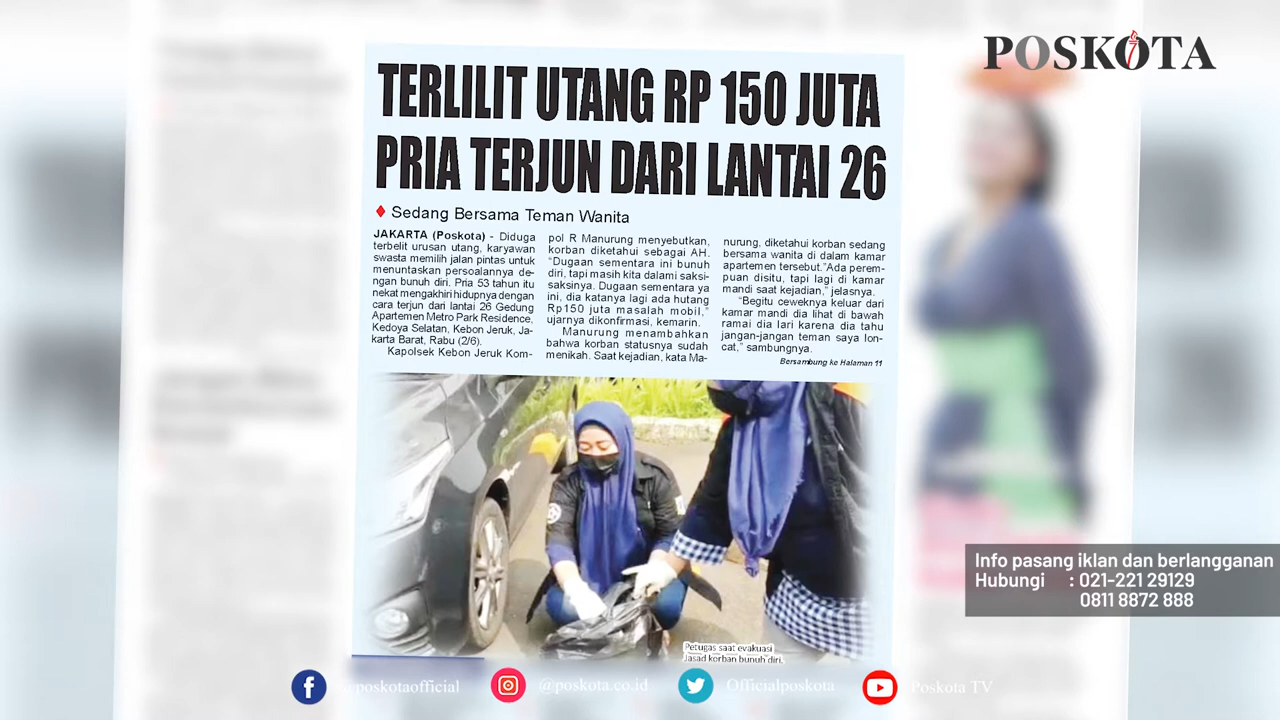 POSKOTA
TERLILIT UTANG RP 150 JUTA
PRIA TERJUN DARI LANTAI 26
Sedang Bersama Teman Wanita
JAKARTA (Poskota) - Diduga
terbelit urusan utang, karyawan
swasta memilih jalan pintas untuk
menuntaskan persoalannya de-
ngan bunuh diri. Pria 53 tahun itu
nekat mengakhiri hidupnya dengan
cara terjun dari lantai 26 Gedung
Apartemen Metro Park Residence,
Kedoya Selatan, Kebon Jeruk, Ja-
karta Barat, Rabu (2/6).
Kapolsek Kebon Jeruk Kom-
pol R Manurung menyebutkan,
korban diketahui sebagai AH.
“Dugaan sementara ini bunuh
diri, tapi masih kita dalami saksi-
saksinya. Dugaan sementara ya
ini, dia katanya lagi ada hutang
Rp150 juta masalah mobil,”
ujarnya dikonfirmasi, kemarin.
Manurung menambahkan
bahwa korban statusnya sudah
menikah. Saat kejadian, kata Ma-
nurung, diketahui korban sedang
bersama wanita di dalam kamar
apartemen tersebut.”Ada perem-
puan disitu, tapi lagi di kamar
mandi saat kejadian,” jelasnya.
“Begitu ceweknya keluar dari
kamar mandi dia lihat di bawah
ramai dia lari karena dia tahu
jangan-jangan teman saya lon-
cat,” sambungnya.
Bersambung ke Halaman 11
Petugas saat evakuasi
Jasad korban bunuh diri.
Info pasang iklan dan berlangganan
Hubungi : 021-221 29129
0811 8872 888
@poskotaofficial
@poskota.co.id
Officialposkota
Poskota TV